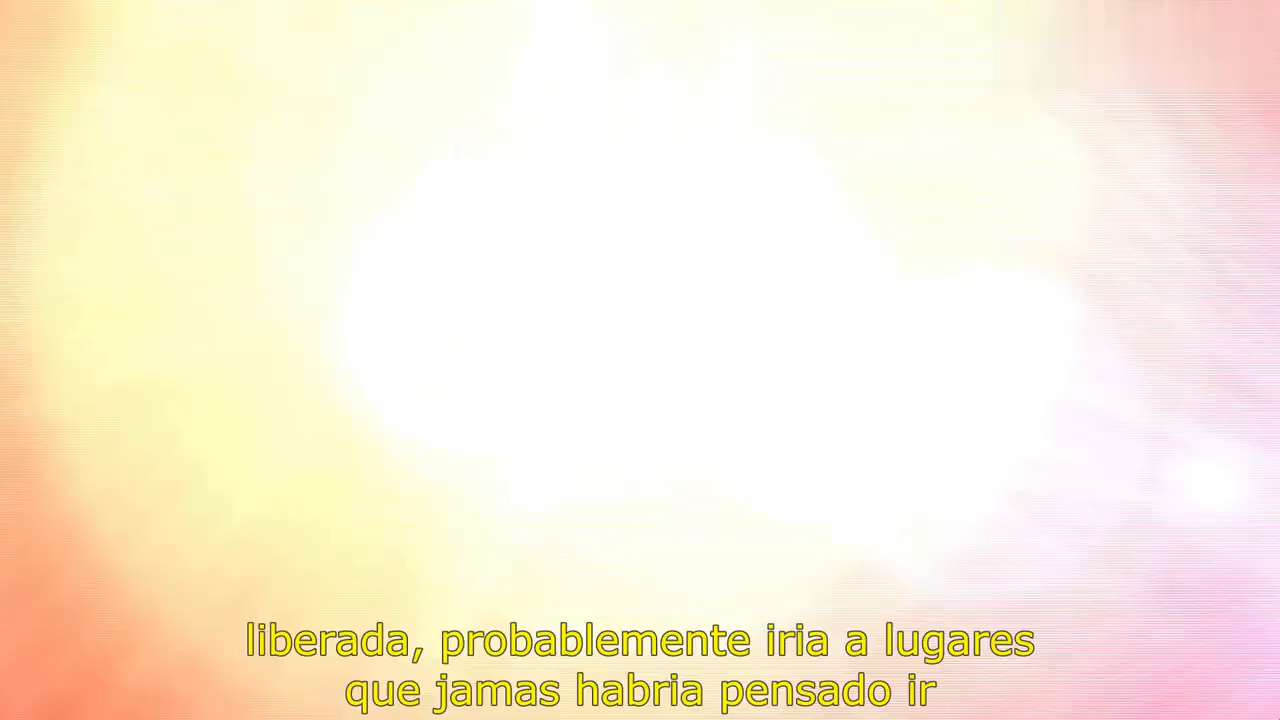 liberada, probablemente iria a lugares
que jamas habria pensado ir